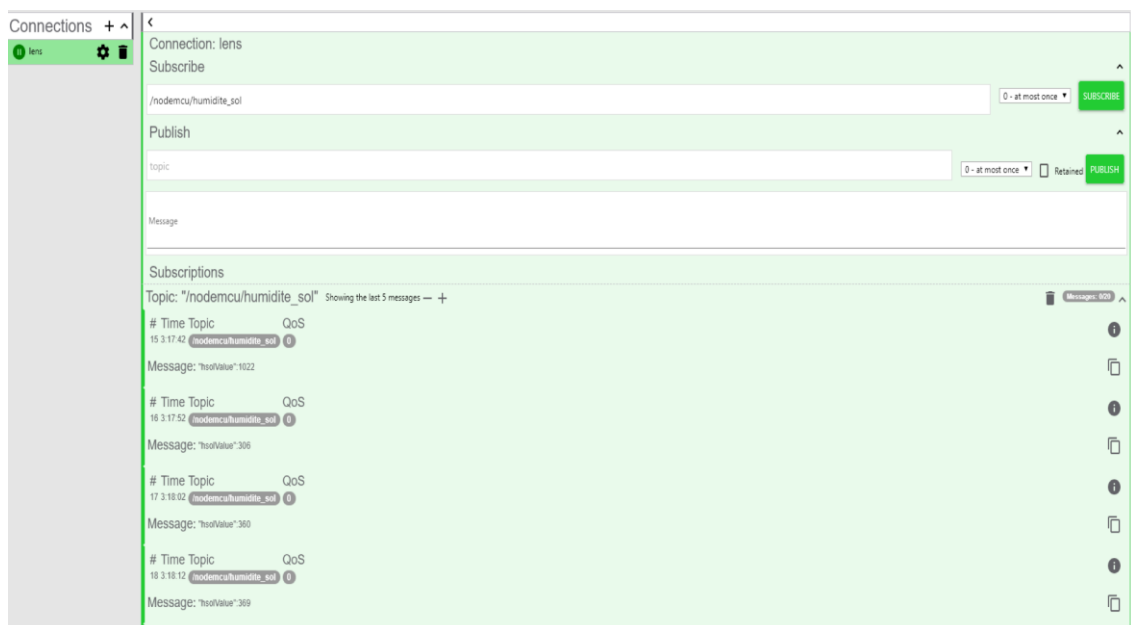 Connections +
lens
Connection: lens
Subscribe
/nodemcu/humidite_sol
0 - at most once
SUBSCRIBE
Publish
topic
0 - at most once
Retained
PUBLISH
Message
Subscriptions
Topic: "/nodemcu/humidite_sol" Showing the last 5 messages — +
Messages: 0/20
# Time Topic QoS
15 3:17:42 /nodemcu/humidite_sol 0
Message: "hsolValue":1022
# Time Topic QoS
16 3:17:52 /nodemcu/humidite_sol 0
Message: "hsolValue":306
# Time Topic QoS
17 3:18:02 /nodemcu/humidite_sol 0
Message: "hsolValue":360
# Time Topic QoS
18 3:18:12 /nodemcu/humidite_sol 0
Message: "hsolValue":369